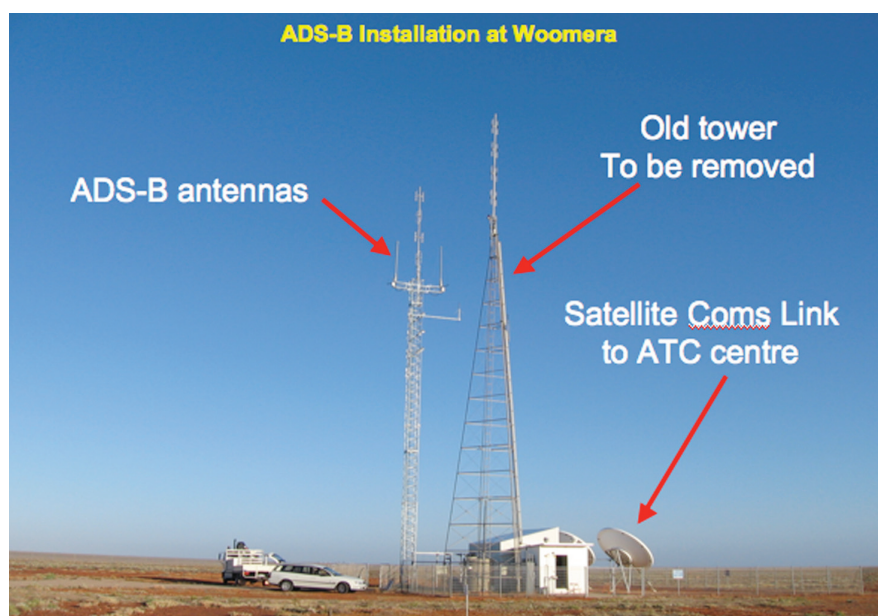 ADS-B Installation at Woomera
Old tower
To be removed
ADS-B antennas
Satellite Coms Link
to ATC centre